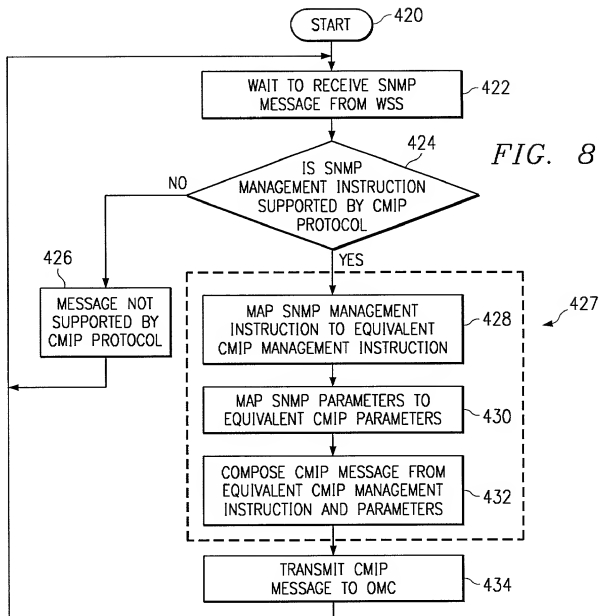 START
420
WAIT TO RECEIVE SNMP
MESSAGE FROM WSS
422
424
FIG. 8
IS SNMP
MANAGEMENT INSTRUCTION
SUPPORTED BY CMIP
PROTOCOL
NO
YES
426
MESSAGE NOT
SUPPORTED BY
CMIP PROTOCOL
427
MAP SNMP MANAGEMENT
INSTRUCTION TO EQUIVALENT
CMIP MANAGEMENT INSTRUCTION
428
MAP SNMP PARAMETERS TO
EQUIVALENT CMIP PARAMETERS
430
COMPOSE CMIP MESSAGE FROM
EQUIVALENT CMIP MANAGEMENT
INSTRUCTION AND PARAMETERS
432
TRANSMIT CMIP
MESSAGE TO OMC
434